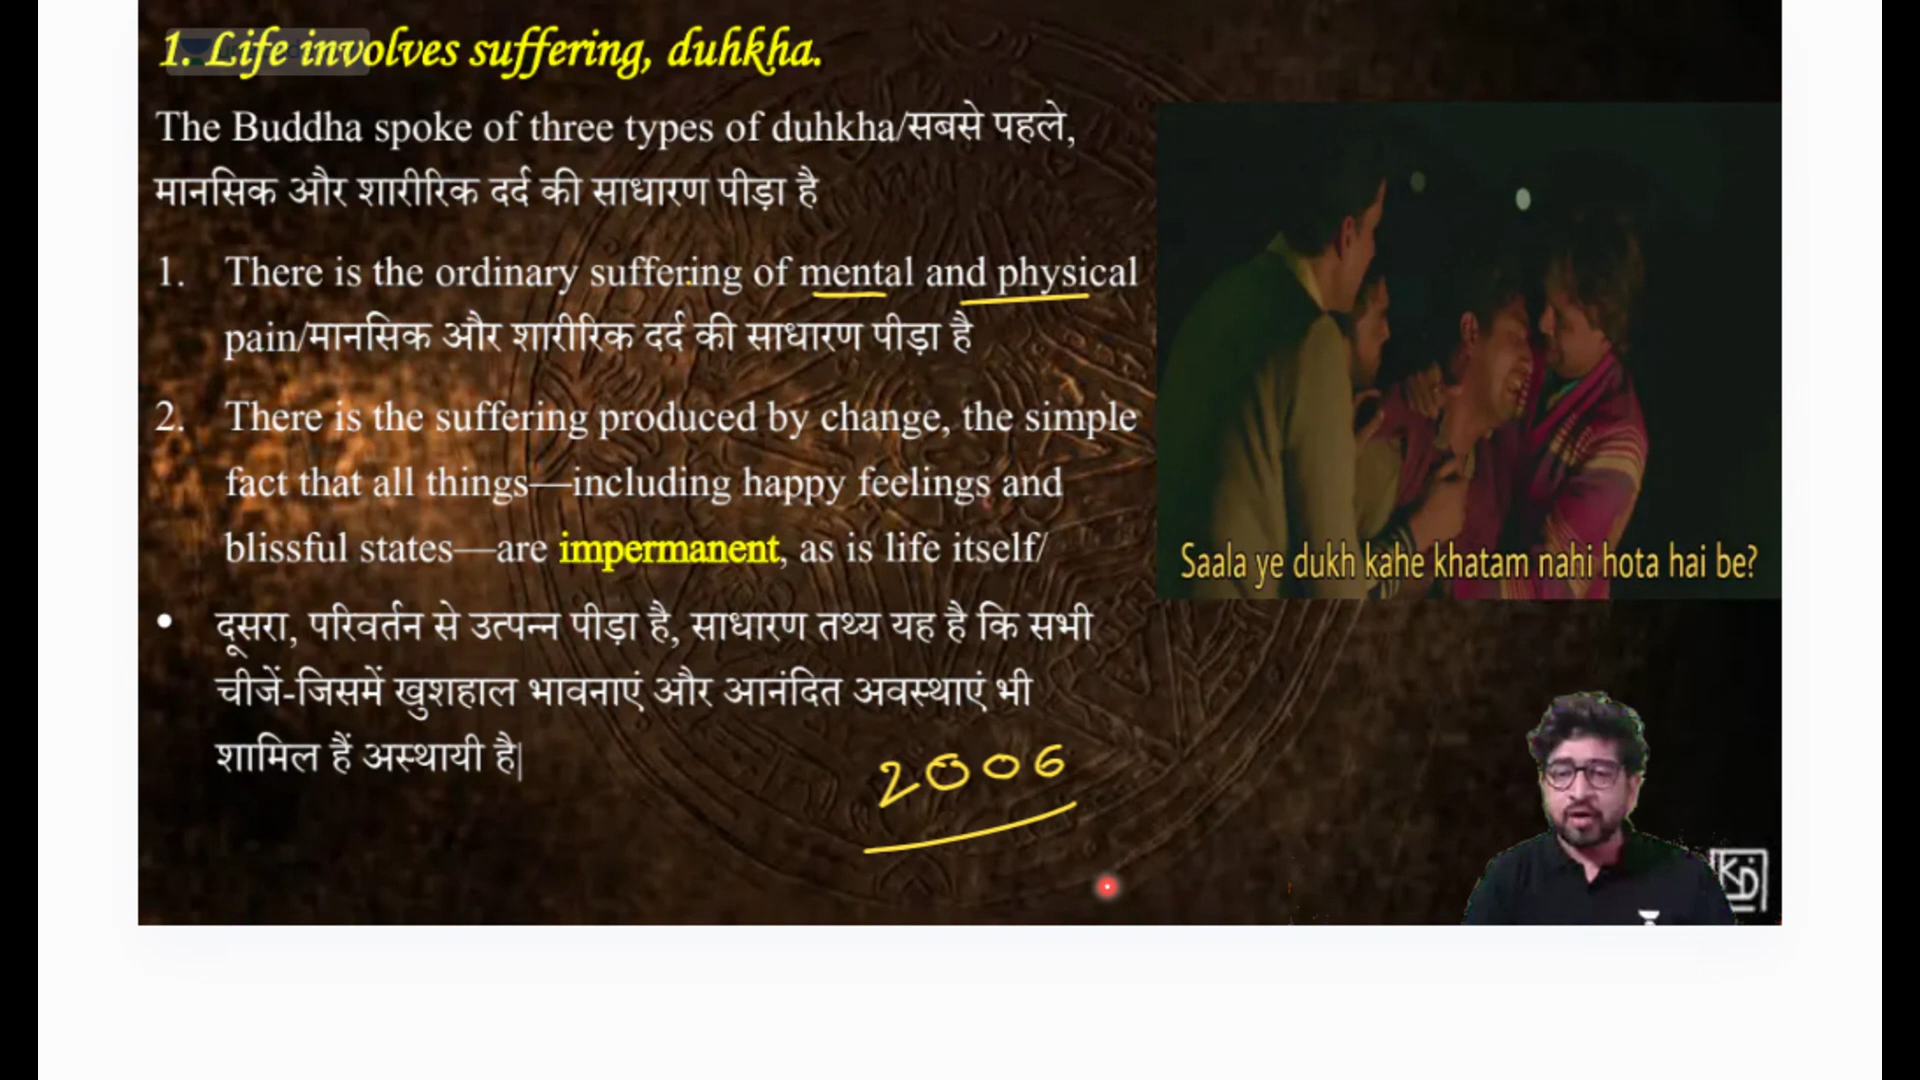 1. Life involves suffering, duhkha.
The Buddha spoke of three types of duhkha/सबसे पहले,
मानसिक और शारीरिक दर्द की साधारण पीड़ा है
1. There is the ordinary suffering of mental and physical
pain/मानसिक और शारीरिक दर्द की साधारण पीड़ा है
2. There is the suffering produced by change, the simple
fact that all things—including happy feelings and
blissful states—are impermanent, as is life itself/
• दूसरा, परिवर्तन से उत्पन्न पीड़ा है, साधारण तथ्य यह है कि सभी
चीजें-जिसमें खुशहाल भावनाएं और आनंदित अवस्थाएं भी
शामिल हैं अस्थायी है|
2006
Saala ye dukh kahe khatam nahi hota hai be?
KD